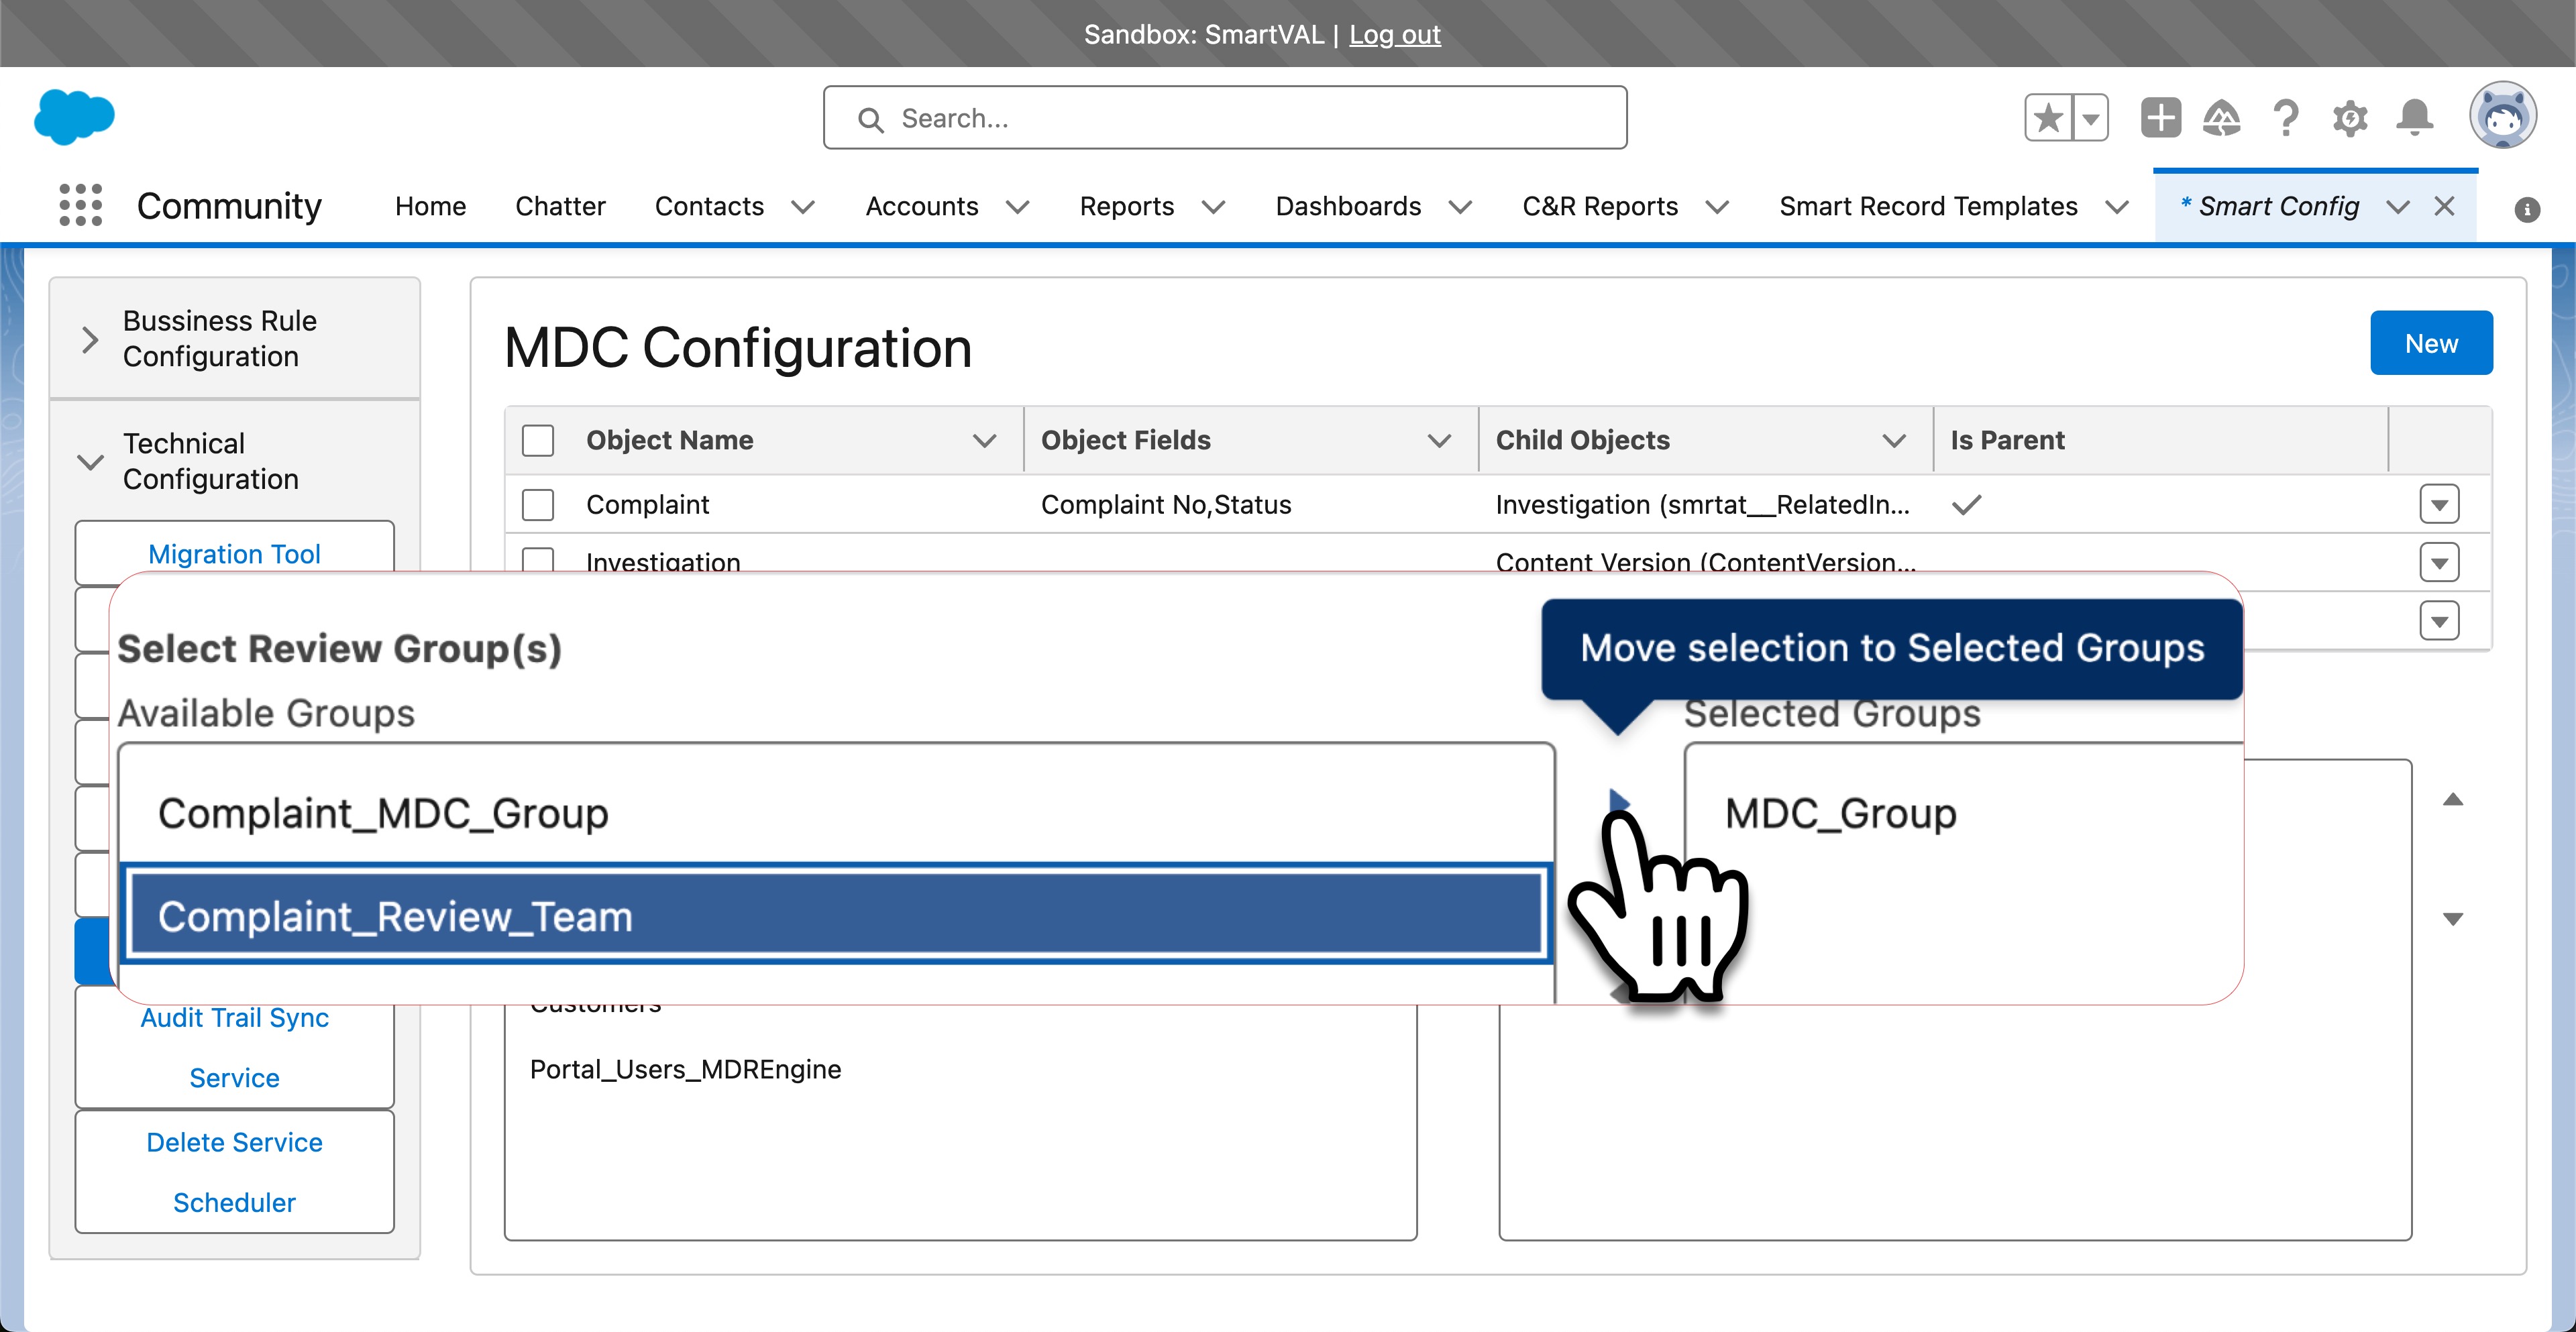 Sandbox: SmartVAL | Log out
Search...
Community
Home
Chatter
Contacts
Accounts
Reports
Dashboards
C&R Reports
Smart Record Templates
* Smart Config
Bussiness Rule
Configuration
Technical
Configuration
Migration Tool
Audit Trail Sync
Service
Delete Service
Scheduler
MDC Configuration
New
Object Name
Object Fields
Child Objects
Is Parent
Complaint
Complaint No,Status
Investigation (smrtat__RelatedIn...
Investigation
Content Version (ContentVersion...
Select Review Group(s)
Move selection to Selected Groups
Available Groups
Selected Groups
Complaint_MDC_Group
MDC_Group
Complaint_Review_Team
Customers
Portal_Users_MDREngine